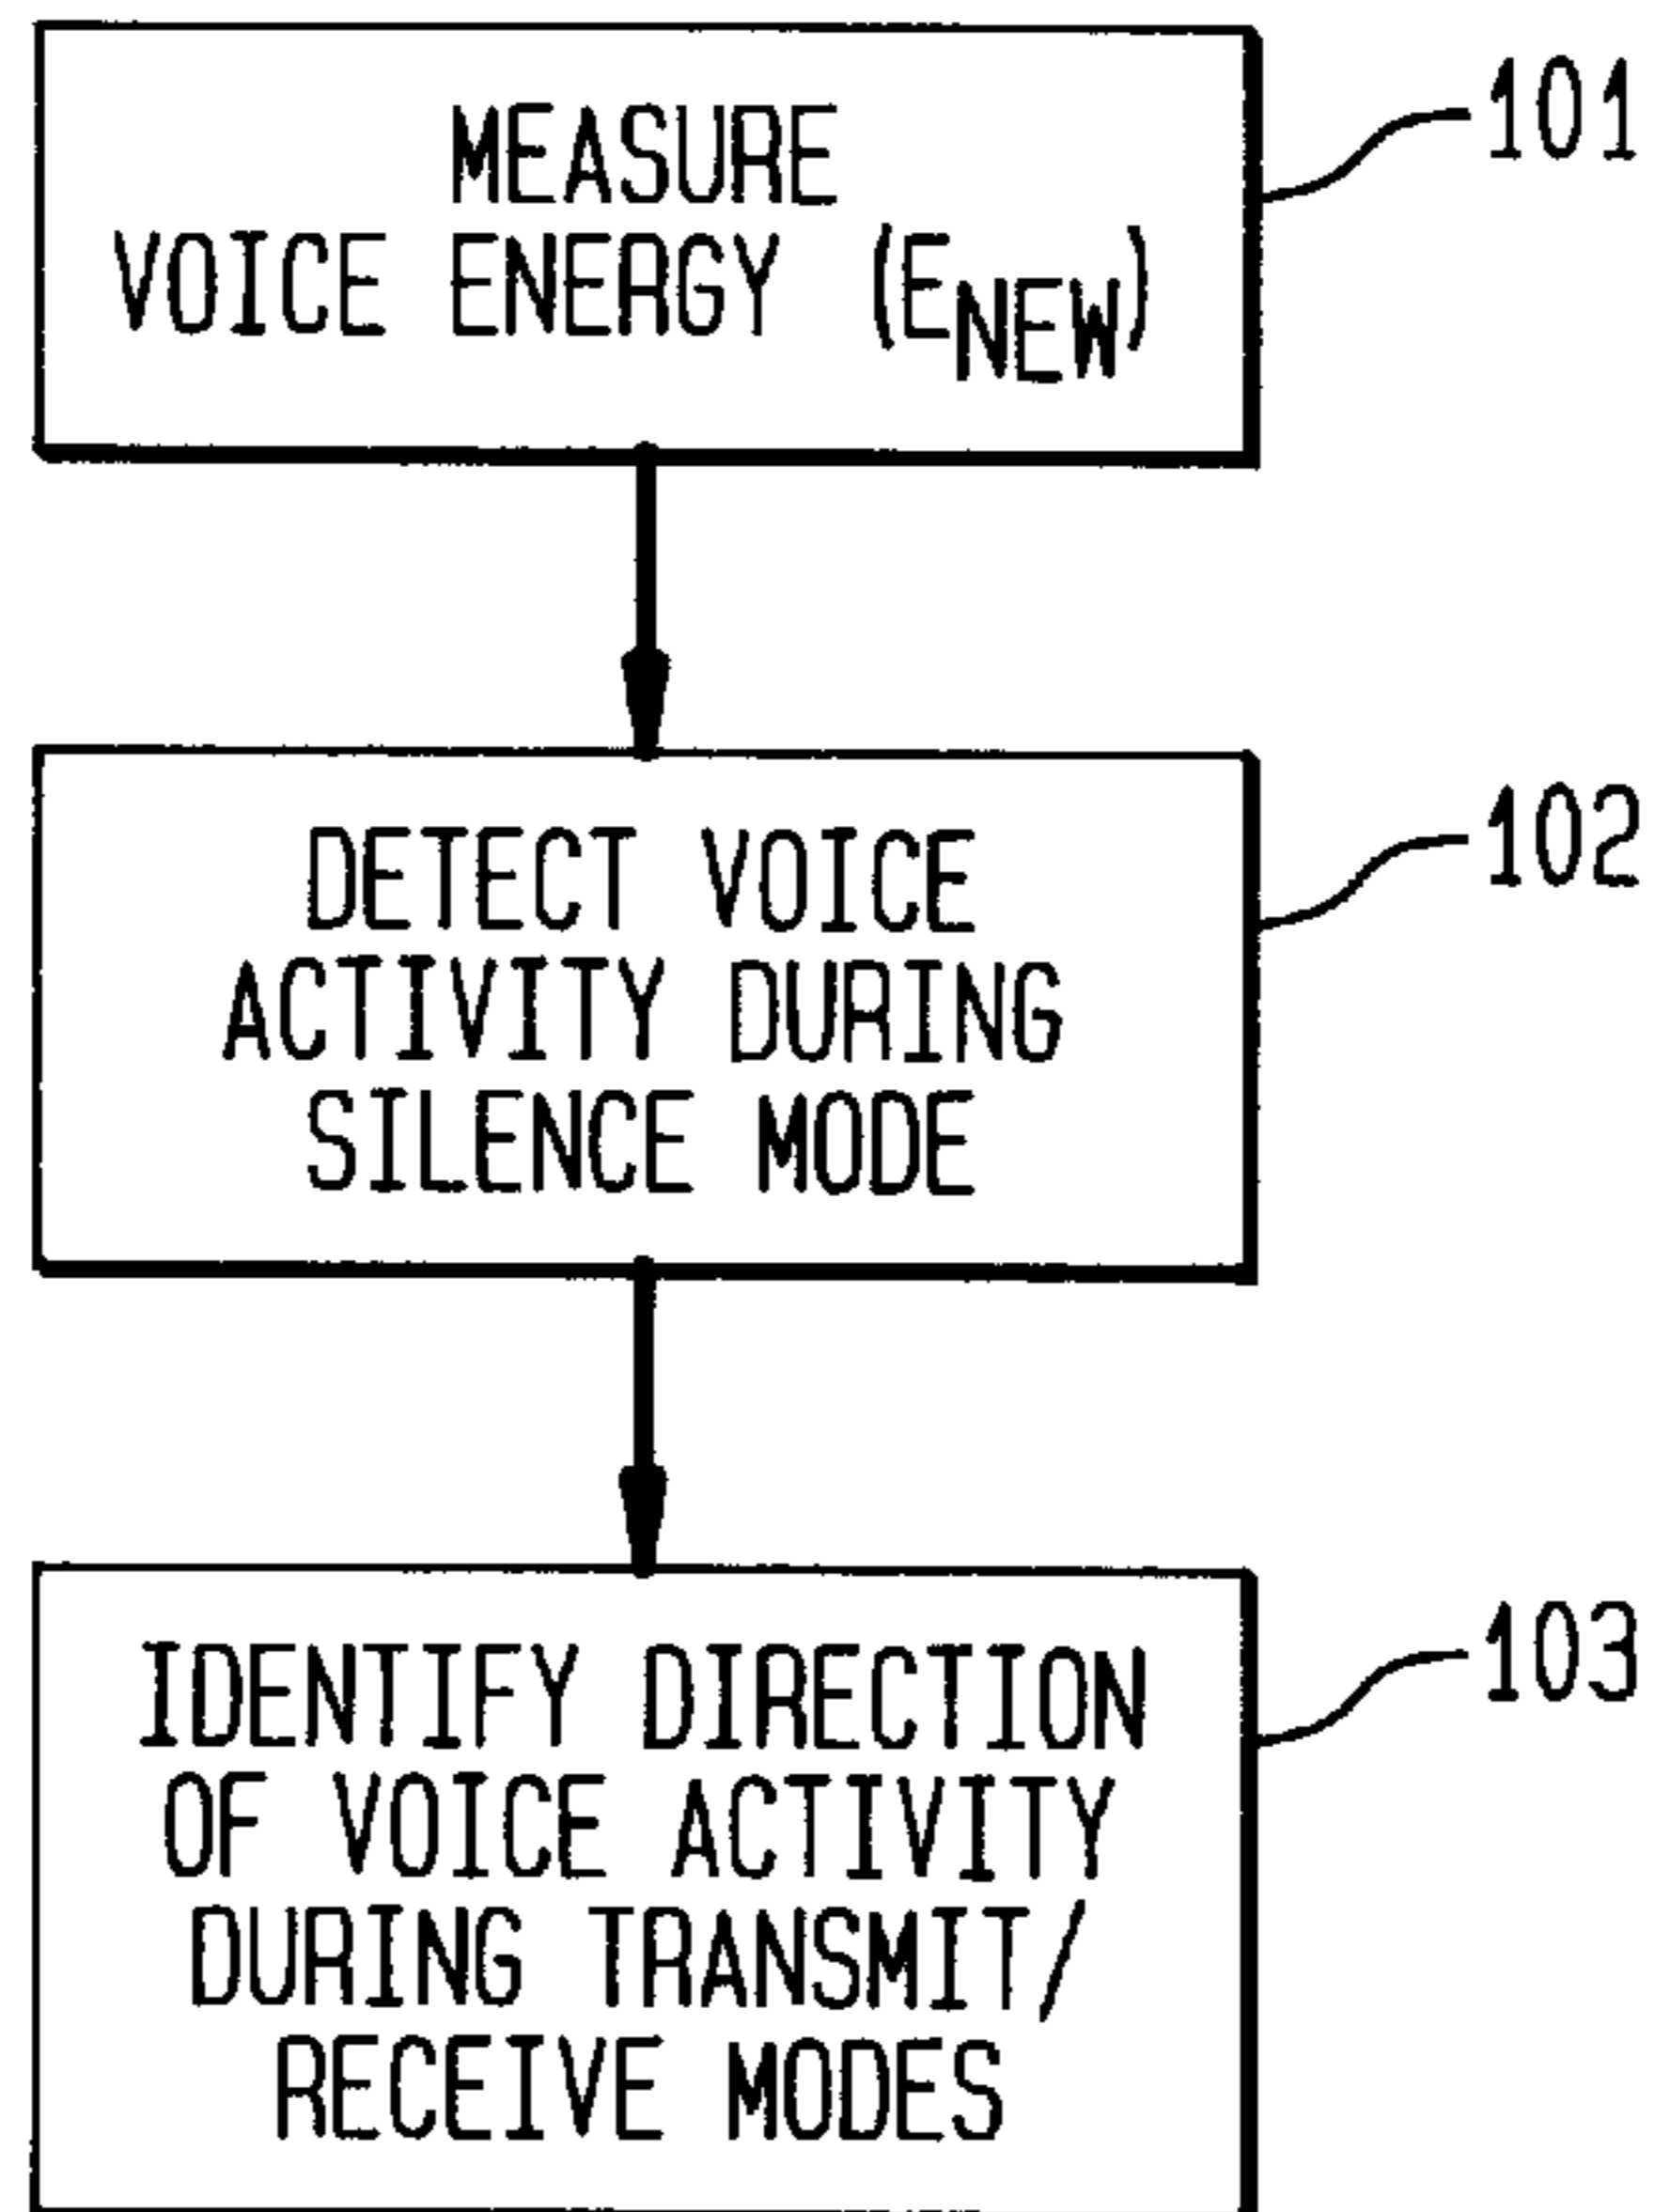 MEASURE
VOICE ENERGY (ENEW)
101
DETECT VOICE
ACTIVITY DURING
SILENCE MODE
102
IDENTIFY DIRECTION
OF VOICE ACTIVITY
DURING TRANSMIT/
RECEIVE MODES
103